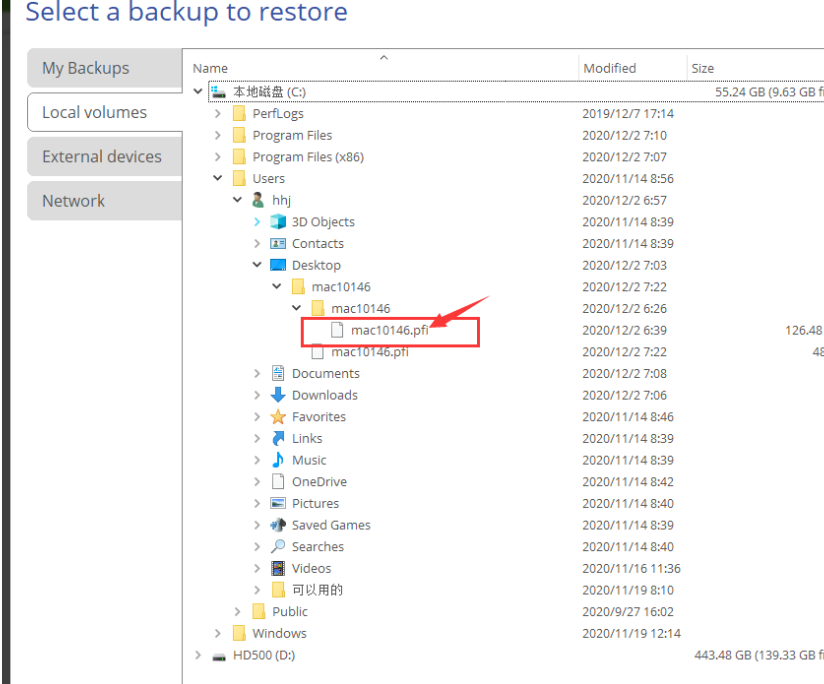 Select a backup to restore
My Backups
Local volumes
External devices
Network
Name Modified Size
本地磁盘 (C:) 55.24 GB (9.63 GB
PerfLogs 2019/12/7 17:14
Program Files 2020/12/2 7:10
Program Files (x86) 2020/12/2 7:07
Users 2020/11/14 8:56
hhj 2020/12/2 6:57
3D Objects 2020/11/14 8:39
Contacts 2020/11/14 8:39
Desktop 2020/12/2 7:03
mac10146 2020/12/2 7:22
mac10146 2020/12/2 6:26
mac10146.pfi 2020/12/2 6:39 126.48
mac10146.pfi 2020/12/2 7:22 48
Documents 2020/12/2 7:08
Downloads 2020/12/2 7:06
Favorites 2020/11/14 8:46
Links 2020/11/14 8:39
Music 2020/11/14 8:39
OneDrive 2020/11/14 8:42
Pictures 2020/11/14 8:40
Saved Games 2020/11/14 8:39
Searches 2020/11/14 8:40
Videos 2020/11/16 11:36
可以用的 2020/11/19 8:10
Public 2020/9/27 16:02
Windows 2020/11/19 12:14
HD500 (D:) 443.48 GB (139.33 GB